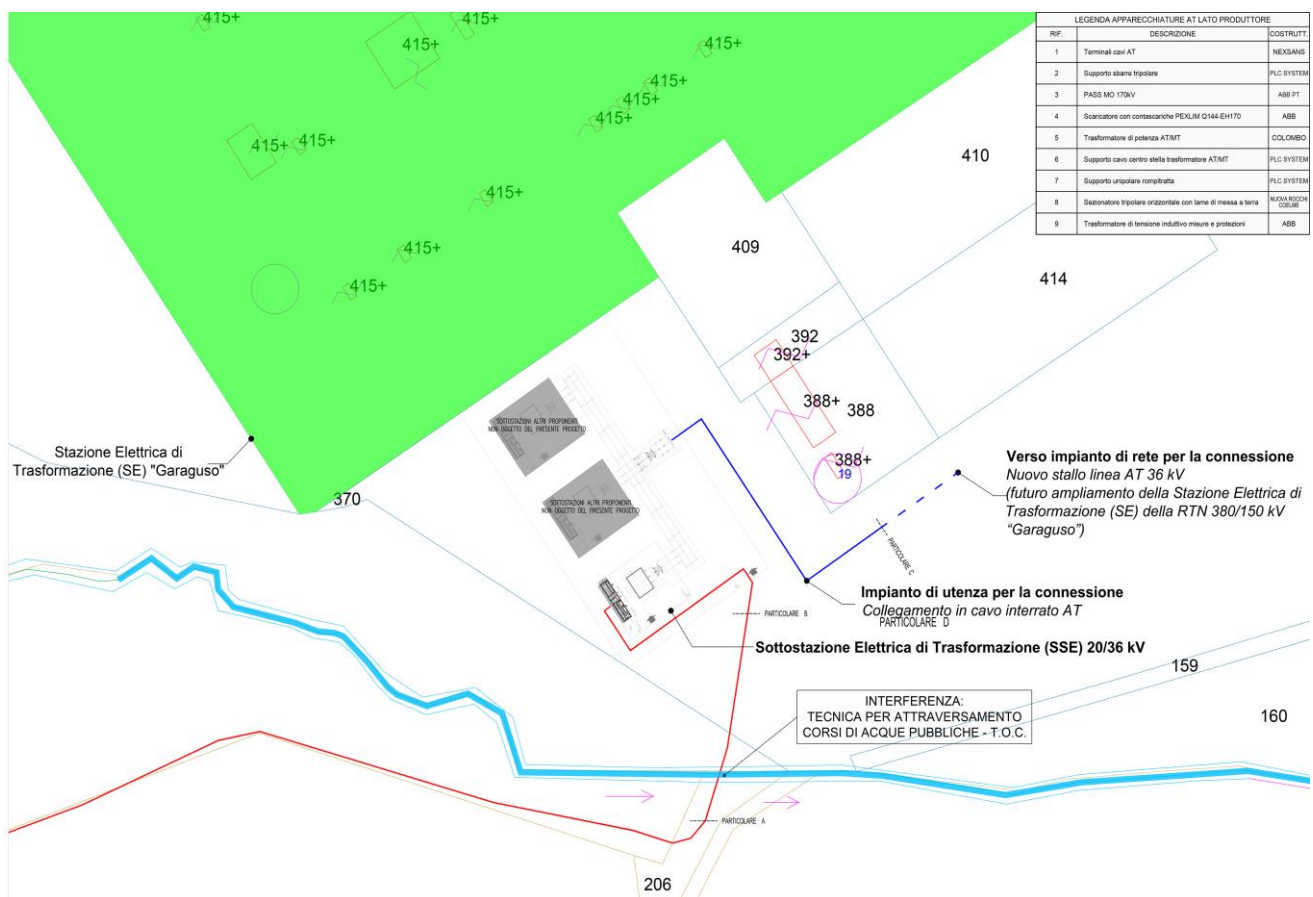 LEGENDA APPARECCHIATURE AT LATO PRODUTTORE
RIF. DESCRIZIONE COSTRUTT.
1 Terminali cavi AT NEXSANS
2 Supporto sbarre tripolare PLC SYSTEM
3 PASS MO 170kV ABB PT
4 Scaricatore con contascariche PEXLIM Q144-EH170 ABB
5 Trasformatore di potenza AT/MT COLOMBO
6 Supporto cavo centro stella trasformatore AT/MT PLC SYSTEM
7 Supporto unipolare rompitratta PLC SYSTEM
8 Sezionatore tripolare orizzontale con lame di messa a terra NUOVA ROCCHI COELME
9 Trasformatore di tensione induttivo misure e protezioni ABB
415+
415+
415+
415+
415+
415+
415+
415+
415+
415+
415+
415+
410
409
414
392
392+
388+
388
388+
19
SOTTOSTAZIONI ALTRI PROPONENTI
NON OGGETTO DEL PRESENTE PROGETTO
SOTTOSTAZIONI ALTRI PROPONENTI
NON OGGETTO DEL PRESENTE PROGETTO
Stazione Elettrica di
Trasformazione (SE) "Garaguso"
370
Verso impianto di rete per la connessione
Nuovo stallo linea AT 36 kV
(futuro ampliamento della Stazione Elettrica di
Trasformazione (SE) della RTN 380/150 kV
“Garaguso”)
PARTICOLARE C
Impianto di utenza per la connessione
Collegamento in cavo interrato AT
PARTICOLARE D
PARTICOLARE B
Sottostazione Elettrica di Trasformazione (SSE) 20/36 kV
159
160
INTERFERENZA:
TECNICA PER ATTRAVERSAMENTO
CORSI DI ACQUE PUBBLICHE - T.O.C.
PARTICOLARE A
206